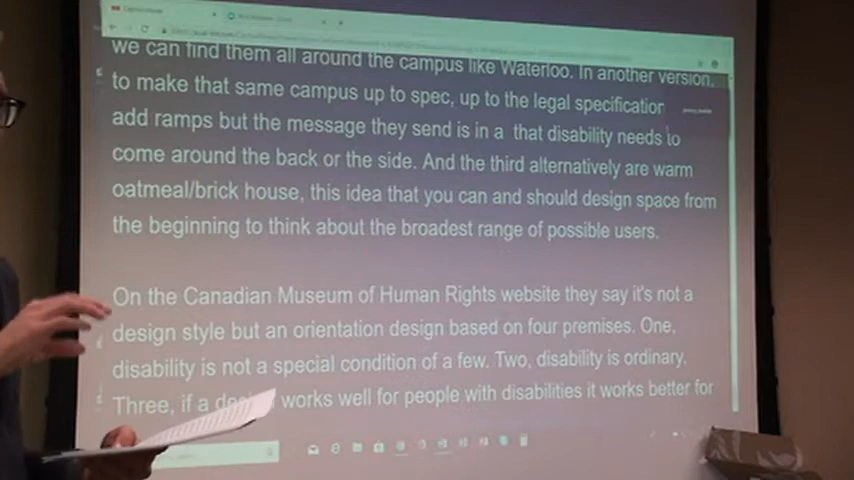 we can find them all around the campus like Waterloo. In another version,
to make that same campus up to spec, up to the legal specification
add ramps but the message they send is in a that disability needs to
come around the back or the side. And the third alternatively are warm
oatmeal/brick house, this idea that you can and should design space from
the beginning to think about the broadest range of possible users.
On the Canadian Museum of Human Rights website they say it's not a
design style but an orientation design based on four premises. One,
disability is not a special condition of a few. Two, disability is ordinary.
Three, if a works well for people with disabilities it works better for